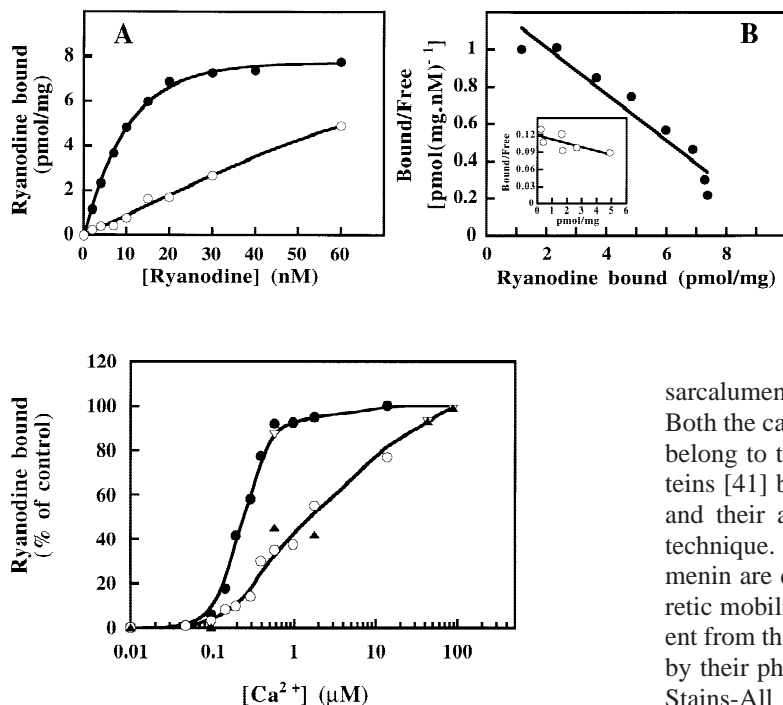 A
Ryanodine bound
(pmol/mg)
8
6
4
2
0
0 10 20 30 40 50 60
[Ryanodine] (nM)
B
Bound/Free
[pmol(mg.nM)⁻¹]
1
0.8
0.6
0.4
0.2
0
0 2 4 6 8
Ryanodine bound (pmol/mg)
Bound/Free
0.12
0.09
0.06
0.03
0
0 1 2 3 4 5 6
pmol/mg
Ryanodine bound
(% of control)
120
100
80
60
40
20
0
0.01 0.1 1 10 100
[Ca²⁺] (µM)
sarcalumen
Both the ca
belong to t
teins [41] b
and their a
technique.
menin are
retic mobili
ent from th
by their ph
Stains-All